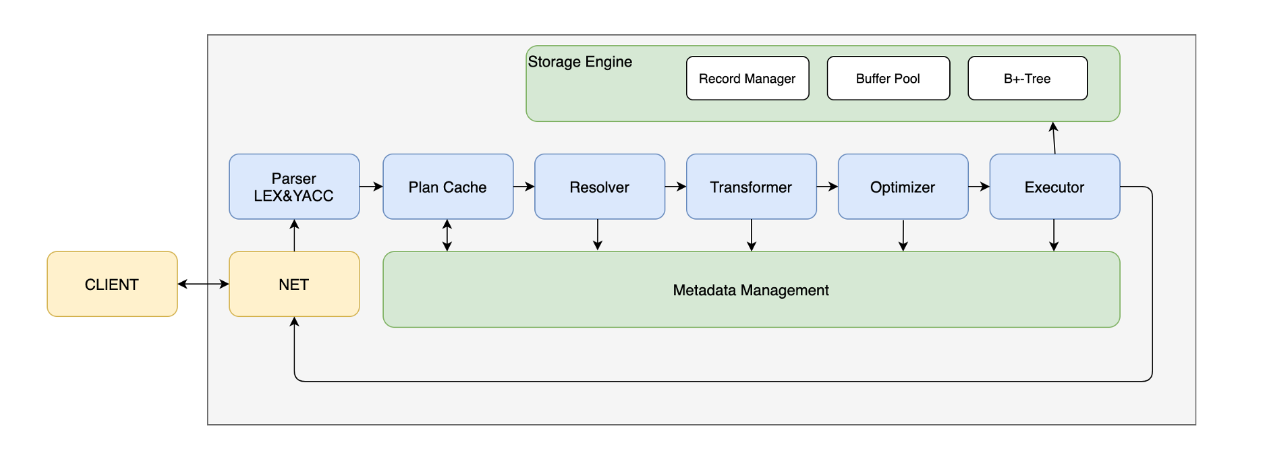 Storage Engine
Record Manager
Buffer Pool
B+-Tree
Parser
LEX&YACC
Plan Cache
Resolver
Transformer
Optimizer
Executor
CLIENT
NET
Metadata Management